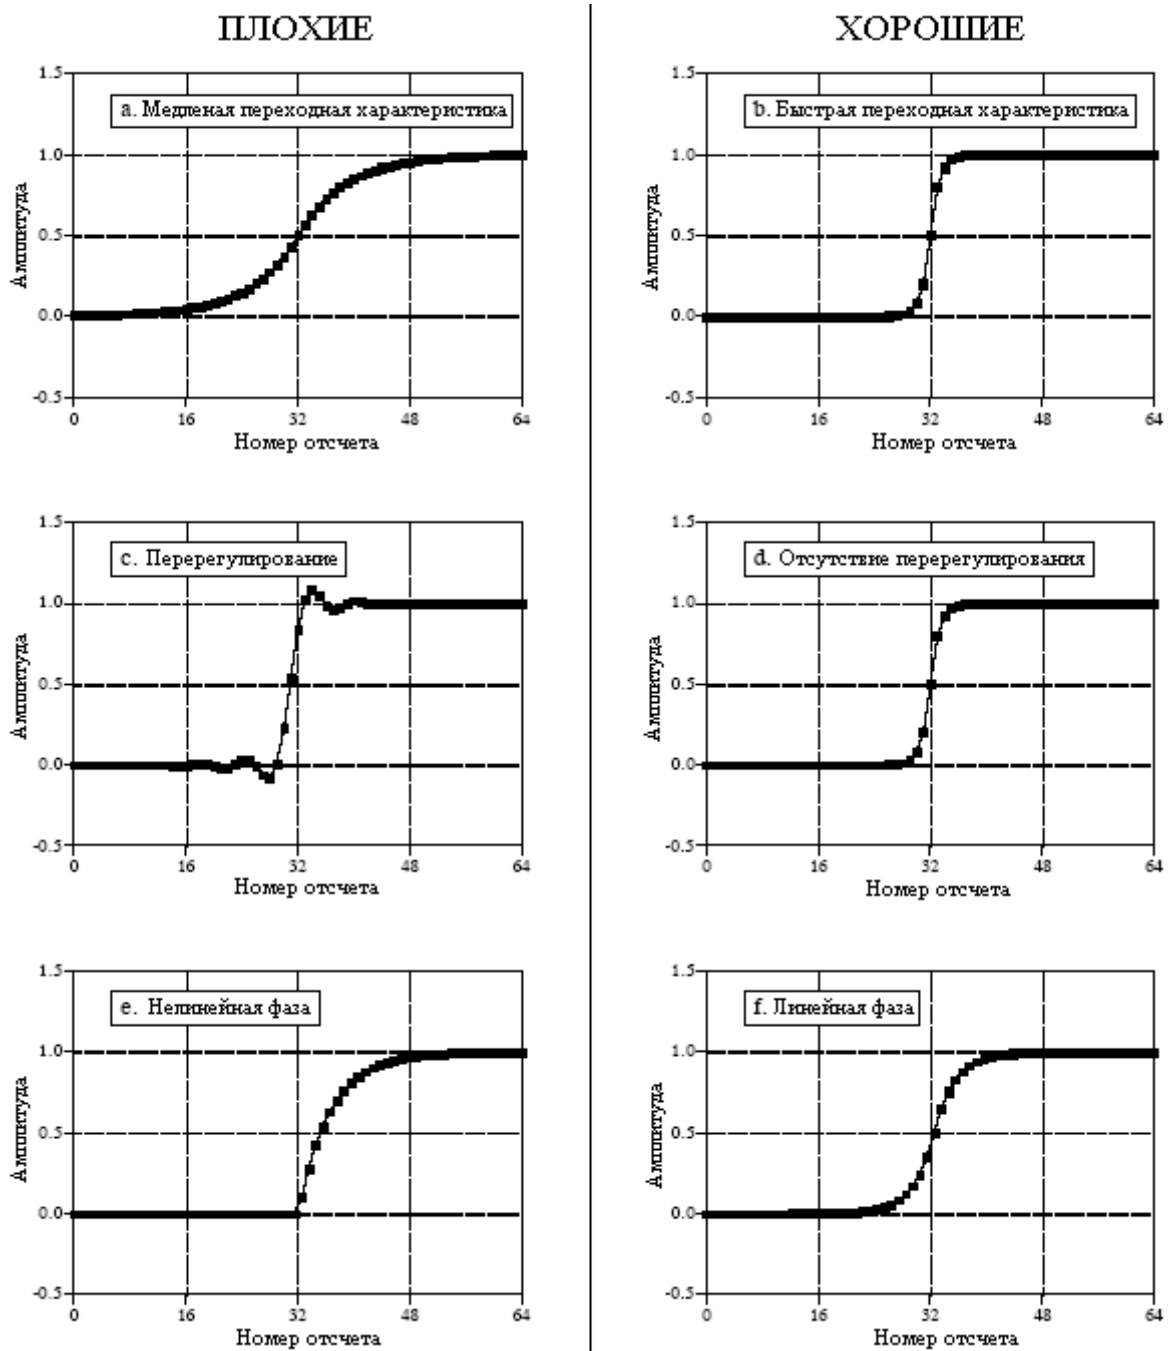 ПЛОХИЕ
ХОРОШИЕ
1.5
a. Медленая переходная характеристика
1.0
Амплитуда
0.5
0.0
-0.5
0 16 32 48 64
Номер отсчета
1.5
b. Быстрая переходная характеристика
1.0
Амплитуда
0.5
0.0
-0.5
0 16 32 48 64
Номер отсчета
1.5
c. Перерегулирование
1.0
Амплитуда
0.5
0.0
-0.5
0 16 32 48 64
Номер отсчета
1.5
d. Отсутствие перерегулирования
1.0
Амплитуда
0.5
0.0
-0.5
0 16 32 48 64
Номер отсчета
1.5
e. Нелинейная фаза
1.0
Амплитуда
0.5
0.0
-0.5
0 16 32 48 64
Номер отсчета
1.5
f. Линейная фаза
1.0
Амплитуда
0.5
0.0
-0.5
0 16 32 48 64
Номер отсчета